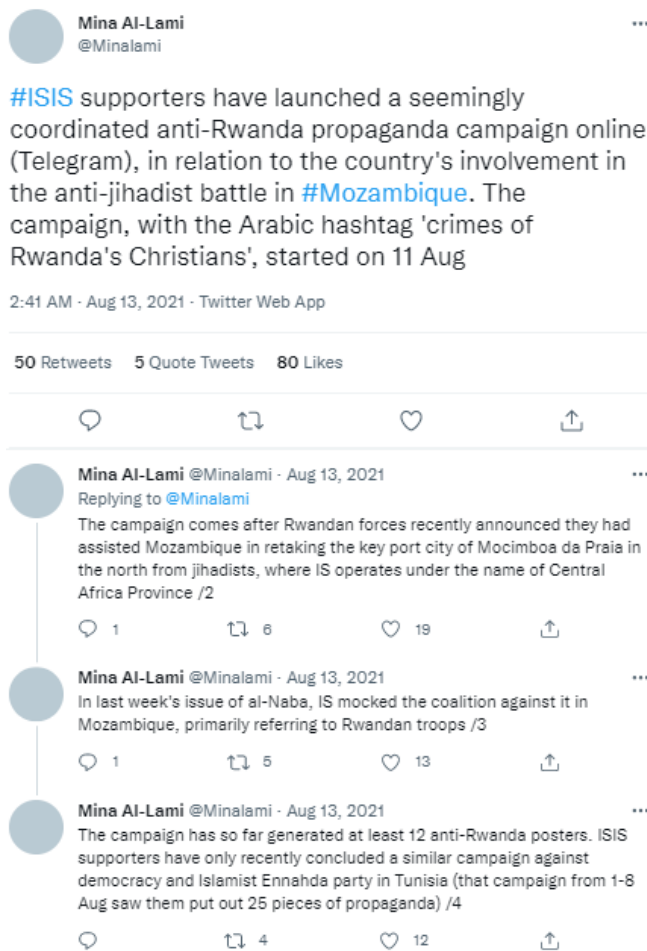 Mina Al-Lami
@Minalami
#ISIS supporters have launched a seemingly
coordinated anti-Rwanda propaganda campaign online
(Telegram), in relation to the country's involvement in
the anti-jihadist battle in #Mozambique. The
campaign, with the Arabic hashtag 'crimes of
Rwanda's Christians', started on 11 Aug
2:41 AM · Aug 13, 2021 · Twitter Web App
50 Retweets 5 Quote Tweets 80 Likes
Mina Al-Lami @Minalami · Aug 13, 2021
Replying to @Minalami
The campaign comes after Rwandan forces recently announced they had
assisted Mozambique in retaking the key port city of Mocimboa da Praia in
the north from jihadists, where IS operates under the name of Central
Africa Province /2
1 6 19
Mina Al-Lami @Minalami · Aug 13, 2021
In last week's issue of al-Naba, IS mocked the coalition against it in
Mozambique, primarily referring to Rwandan troops /3
1 5 13
Mina Al-Lami @Minalami · Aug 13, 2021
The campaign has so far generated at least 12 anti-Rwanda posters. ISIS
supporters have only recently concluded a similar campaign against
democracy and Islamist Ennahda party in Tunisia (that campaign from 1-8
Aug saw them put out 25 pieces of propaganda) /4
4 12